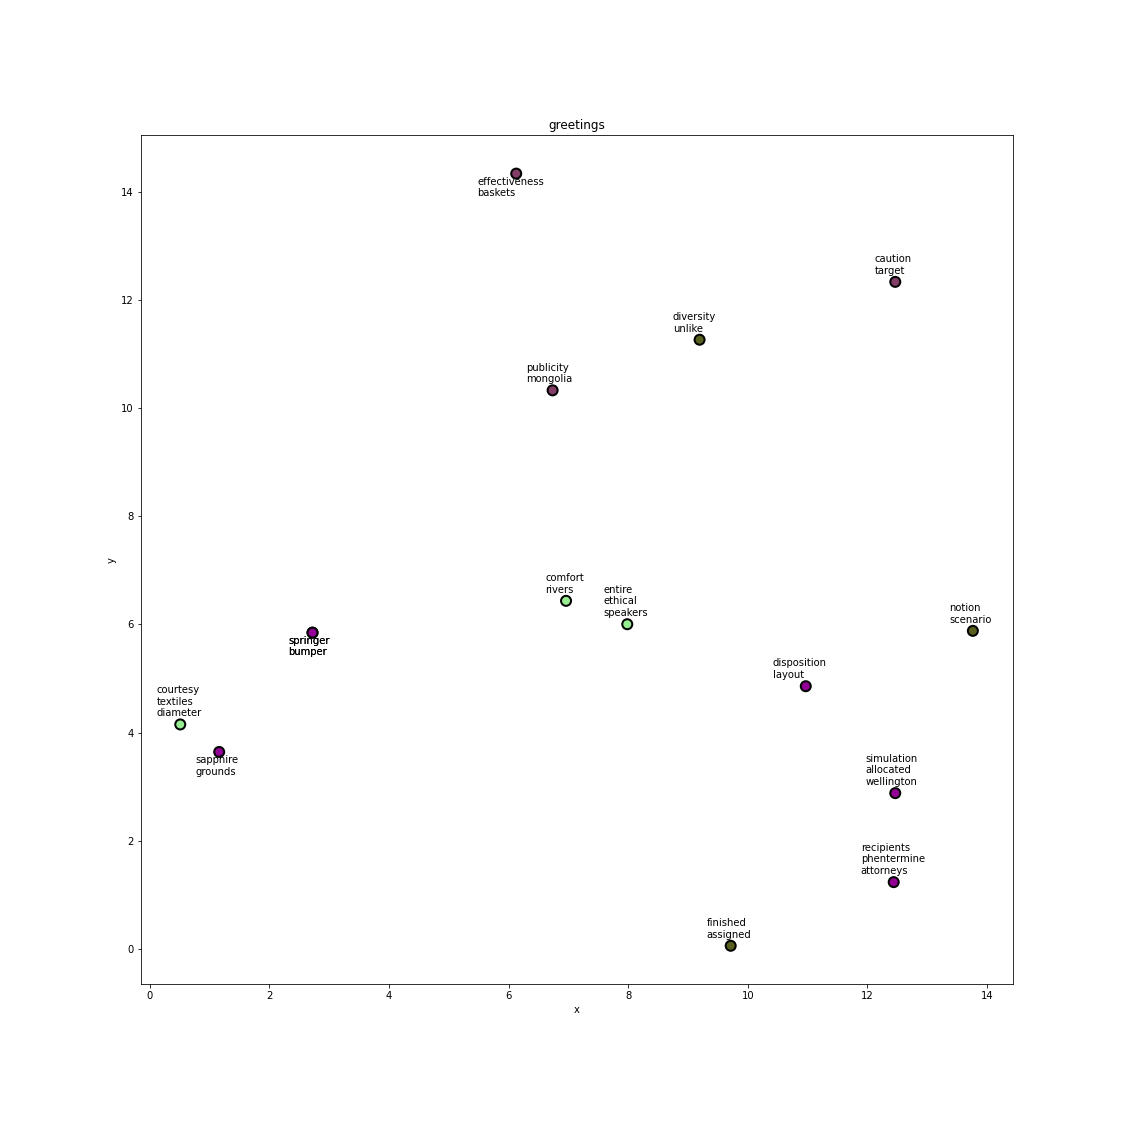 greetings
effectiveness
baskets
caution
target
diversity
unlike
publicity
mongolia
comfort
rivers
entire
ethical
speakers
notion
scenario
springer
bumper
disposition
layout
courtesy
textiles
diameter
sapphire
grounds
simulation
allocated
wellington
recipients
phentermine
attorneys
finished
assigned
y
14
12
10
8
6
4
2
0
0 2 4 6 8 10 12 14
x